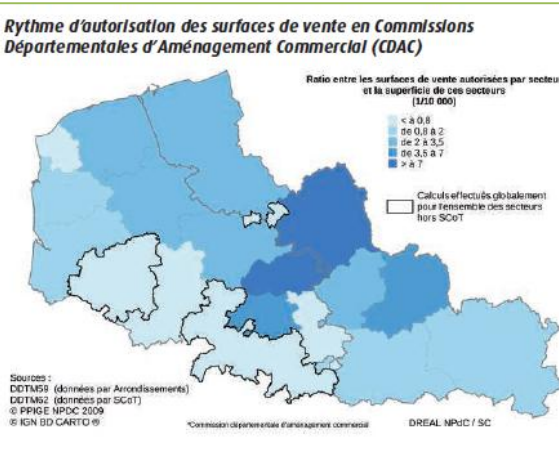 Rythme d'autorisation des surfaces de vente en Commissions
Départementales d'Aménagement Commercial (CDAC)
Ratio entre les surfaces de vente autorisées par secteu
et la superficie de ces secteurs
(1/10 000)
< à 0,8
de 0,8 à 2
de 2 à 3,5
de 3,5 à 7
> à 7
Calculs effectués globalement
pour l'ensemble des secteurs
hors SCoT
Sources :
DDTM59 (données par Arrondissements)
DDTM62 (données par SCoT)
© PPIGE NPDC 2009
© IGN BD CARTO ®
*Commission départementale d'aménagement commercial
DREAL NPdC / SC